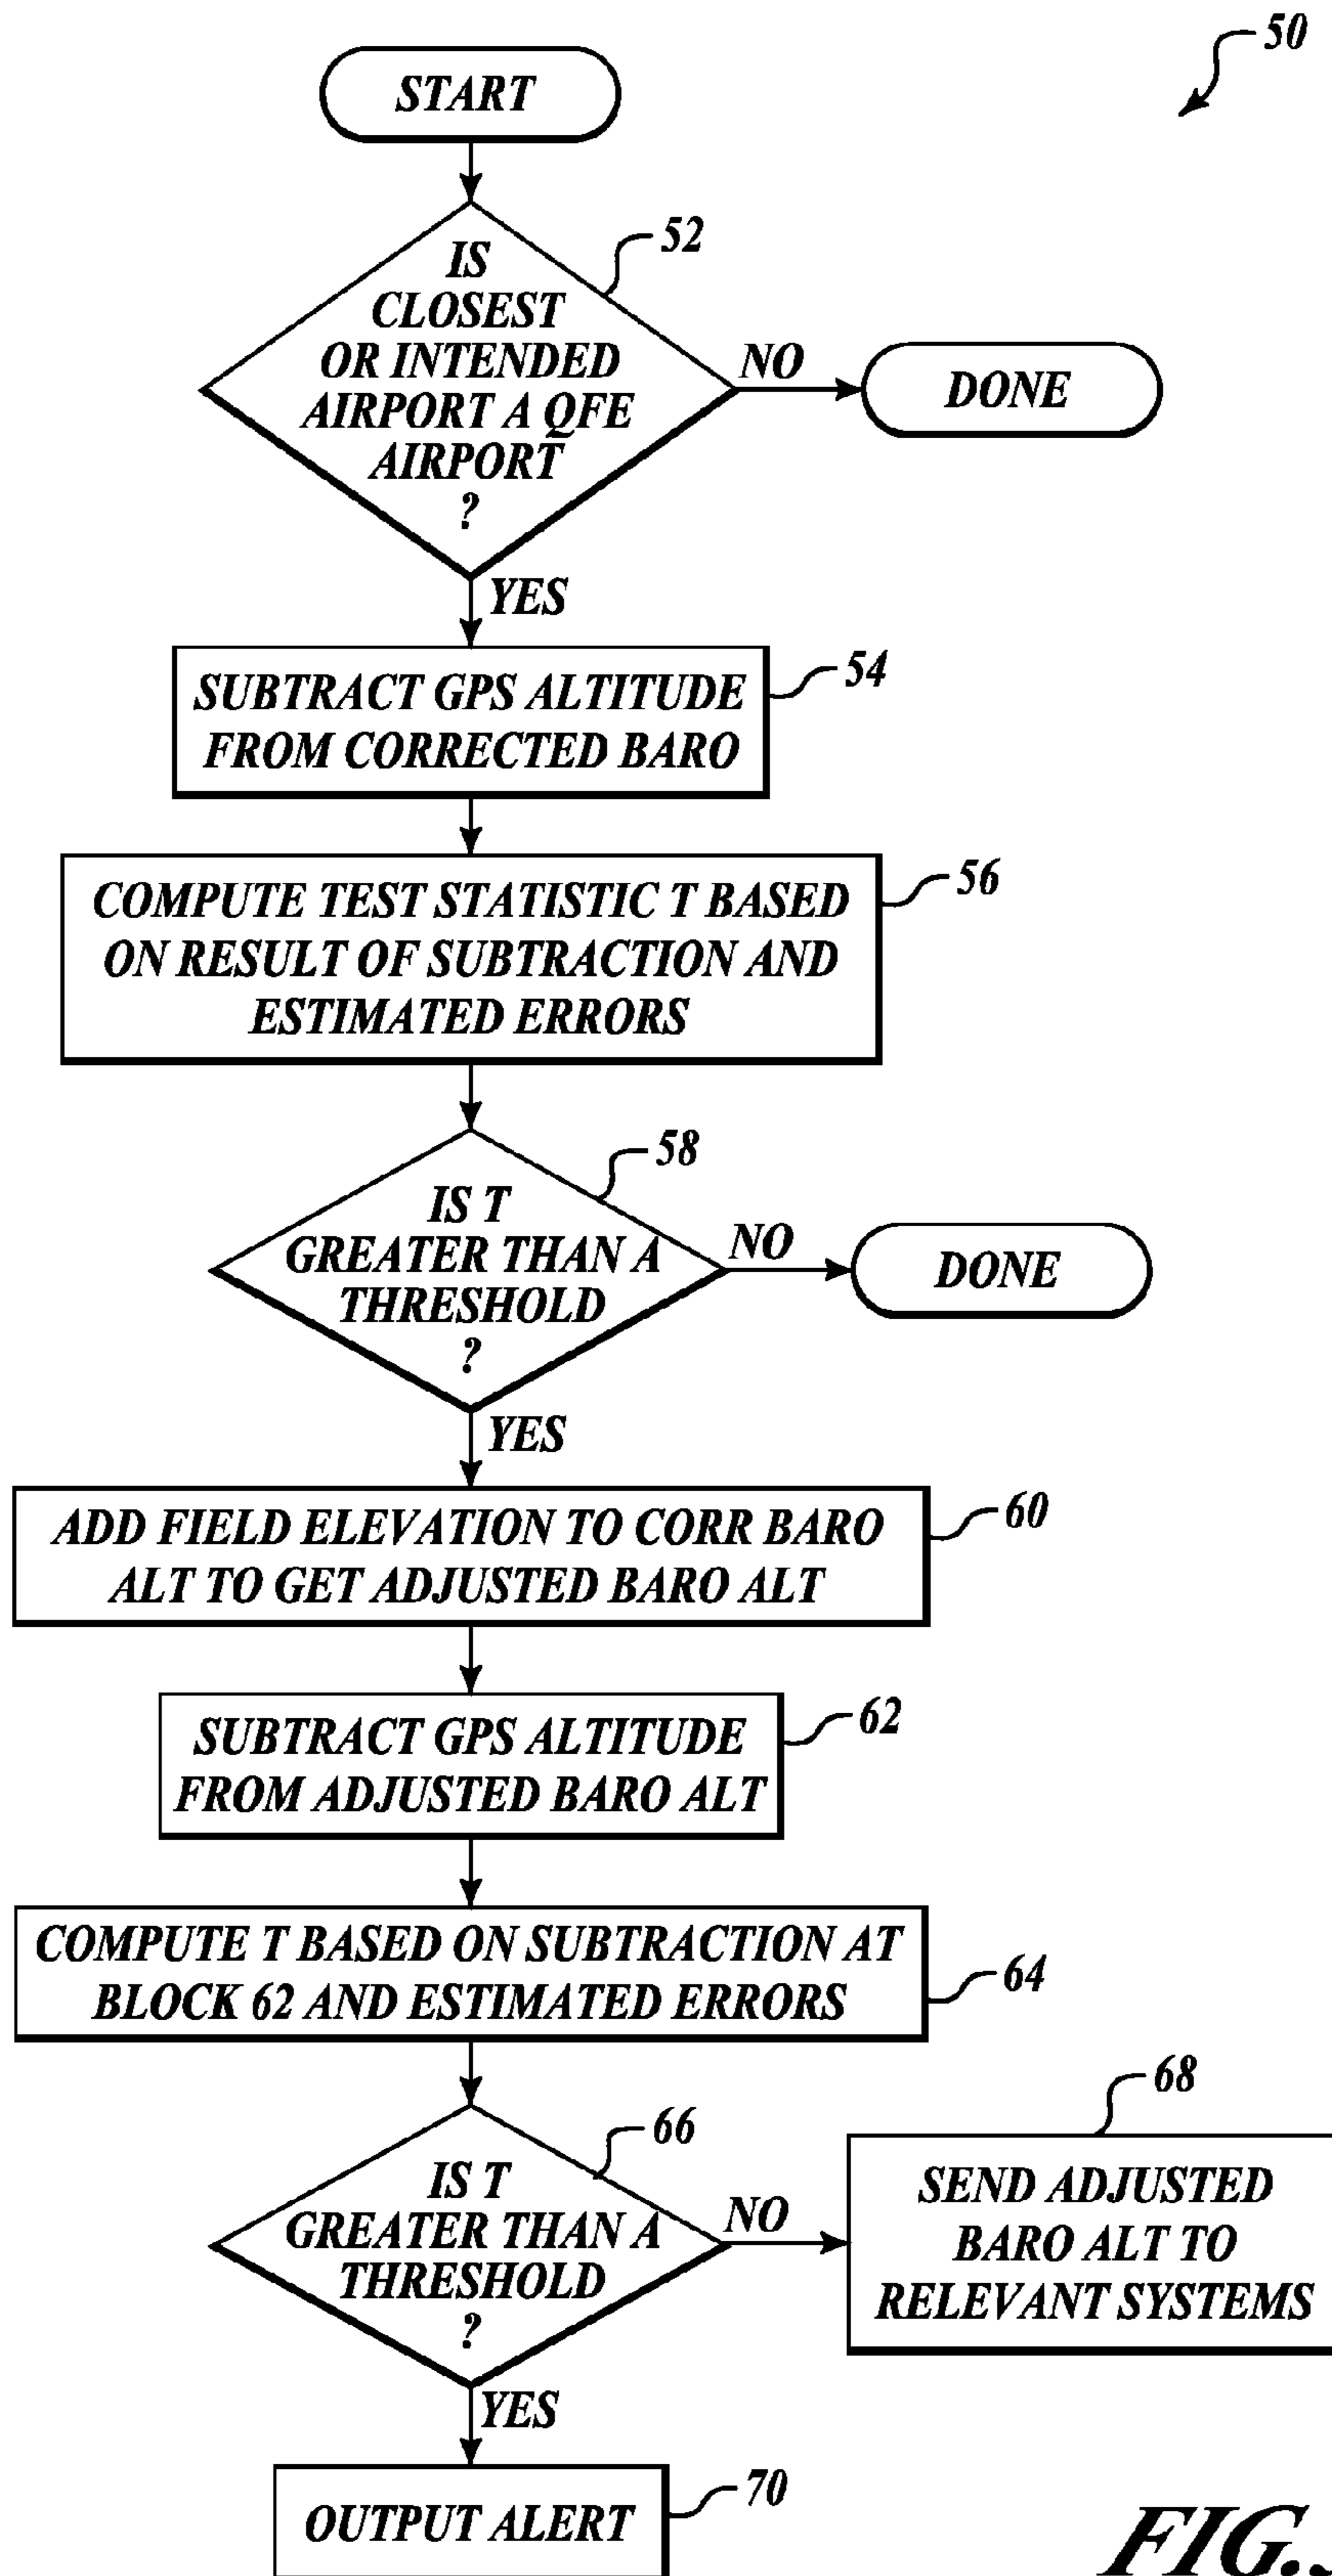 50
START
52
IS
CLOSEST
OR INTENDED
AIRPORT A QFE
AIRPORT
?
NO
DONE
YES
54
SUBTRACT GPS ALTITUDE
FROM CORRECTED BARO
56
COMPUTE TEST STATISTIC T BASED
ON RESULT OF SUBTRACTION AND
ESTIMATED ERRORS
58
IS T
GREATER THAN A
THRESHOLD
?
NO
DONE
YES
60
ADD FIELD ELEVATION TO CORR BARO
ALT TO GET ADJUSTED BARO ALT
62
SUBTRACT GPS ALTITUDE
FROM ADJUSTED BARO ALT
64
COMPUTE T BASED ON SUBTRACTION AT
BLOCK 62 AND ESTIMATED ERRORS
66
IS T
GREATER THAN A
THRESHOLD
?
NO
68
SEND ADJUSTED
BARO ALT TO
RELEVANT SYSTEMS
YES
70
OUTPUT ALERT
FIG.